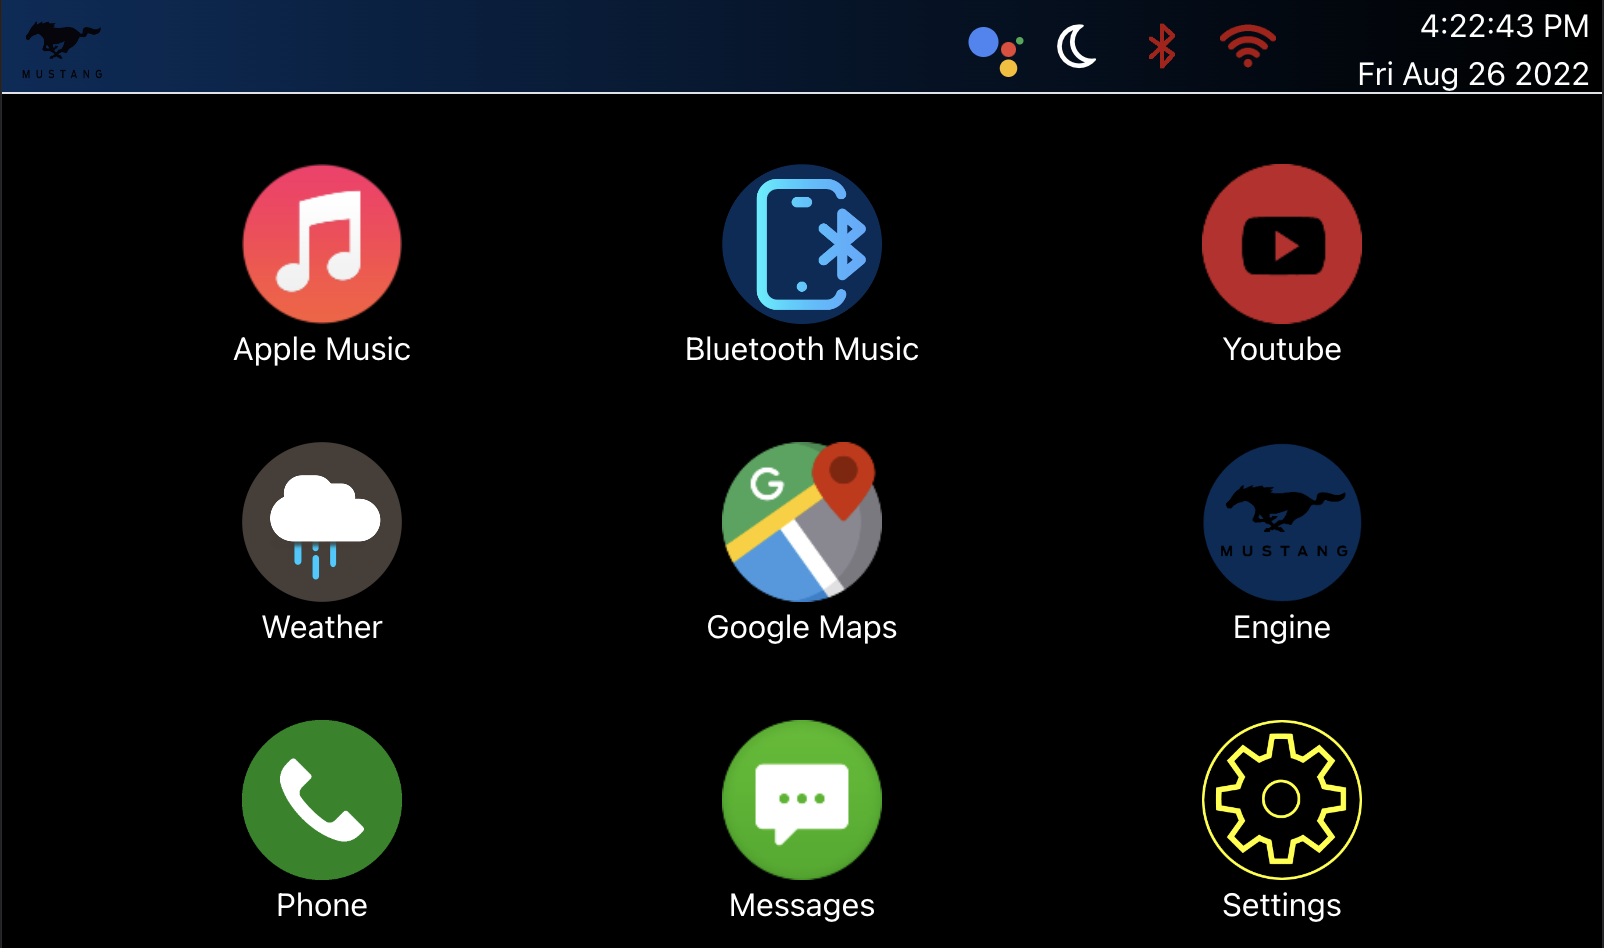 MUSTANG
4:22:43 PM
Fri Aug 26 2022
Apple Music
Bluetooth Music
Youtube
G
MUSTANG
Weather
Google Maps
Engine
Phone
Messages
Settings